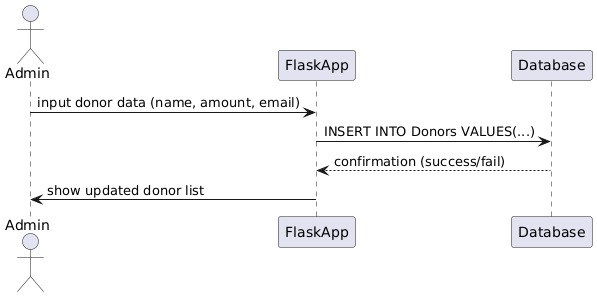 Admin
FlaskApp
Database
input donor data (name, amount, email)
INSERT INTO Donors VALUES(...)
confirmation (success/fail)
show updated donor list
Admin
FlaskApp
Database